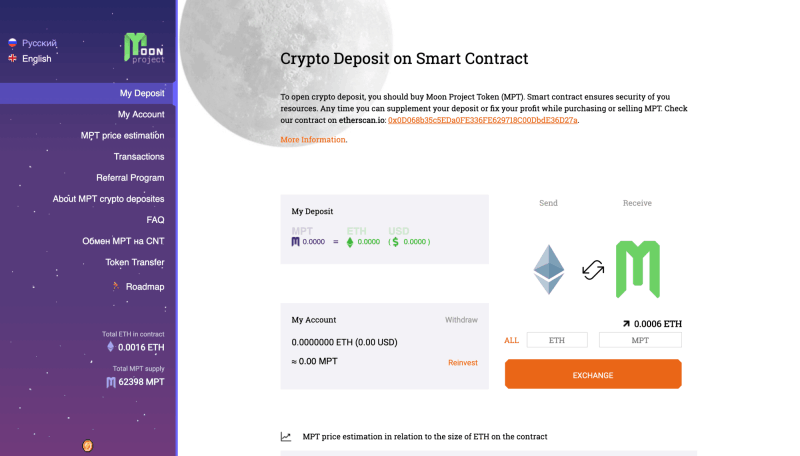 Русский
English
Moon
project
My Deposit
My Account
MPT price estimation
Transactions
Referral Program
About MPT crypto deposites
FAQ
Обмен MPT на CNT
Token Transfer
Roadmap
Total ETH in contract
0.0016 ETH
Total MPT supply
62398 MPT
Crypto Deposit on Smart Contract
To open crypto deposit, you should buy Moon Project Token (MPT). Smart contract ensures security of you
resources. Any time you can supplement your deposit or fix your profit while purchasing or selling MPT. Check
our contract on etherscan.io: 0x0D068b35c5EDa0FE336FE629718C00DbdE36D27a.
More Information.
My Deposit
MPT ETH USD
0.0000 = 0.0000 ( $ 0.0000 )
My Account Withdraw
0.0000000 ETH (0.00 USD)
≈ 0.00 MPT Reinvest
Send Receive
0.0006 ETH
ALL ETH MPT
EXCHANGE
MPT price estimation in relation to the size of ETH on the contract